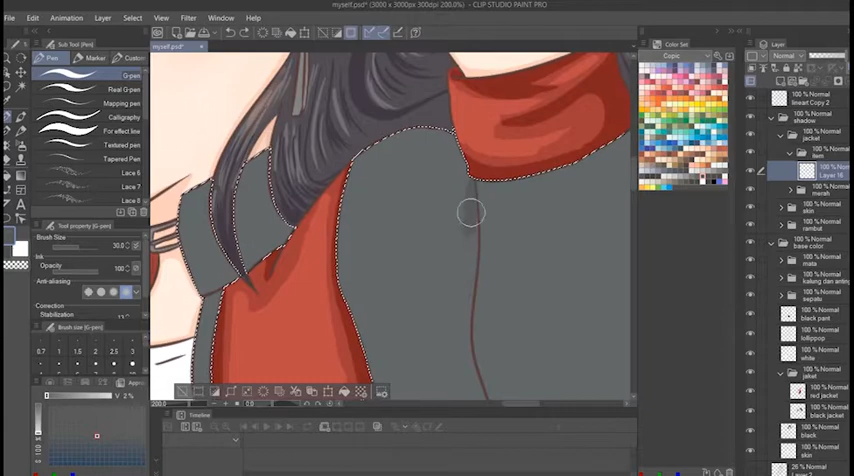 myself.psd* (3000 x 3000px 300dpi 200.0%) - CLIP STUDIO PAINT PRO
File Edit Animation Layer Select View Filter Window Help
Sub Tool [Pen]
Pen Marker
G-pen
Real G-pen
Mapping pen
Calligraphy
For effect line
Textured pen
Tapered Pen
Lace 6
Lace 7
Lace 8
Tool property [G-pen]
Brush Size 30.0
Ink
Opacity 100
Anti-aliasing
Correction
Stabilization
Brush size [G-pen]
0.7 1 1.5 2 2.5 3
V 2 %
myself.psd*
200.0
0.0
Timeline
Color Set
Copic
Layer
Normal
100 % Normal
lineart Copy 2
100 % Normal
shadow
100 % Normal
jacket
100 % Normal
item
100 % Norm
Layer 16
100 % Norm
merah
100 % Normal
skin
100 % Normal
rambut
100 % Normal
base color
100 % Normal
mata
100 % Normal
100 % Normal
sepatu
100 % Normal
black pant
100 % Normal
lollippop
100 % Normal
white
100 % Normal
jaket
100 % Normal
red jacket
100 % Normal
black jacket
100 % Normal
black
100 % Normal
skin
26 % Normal